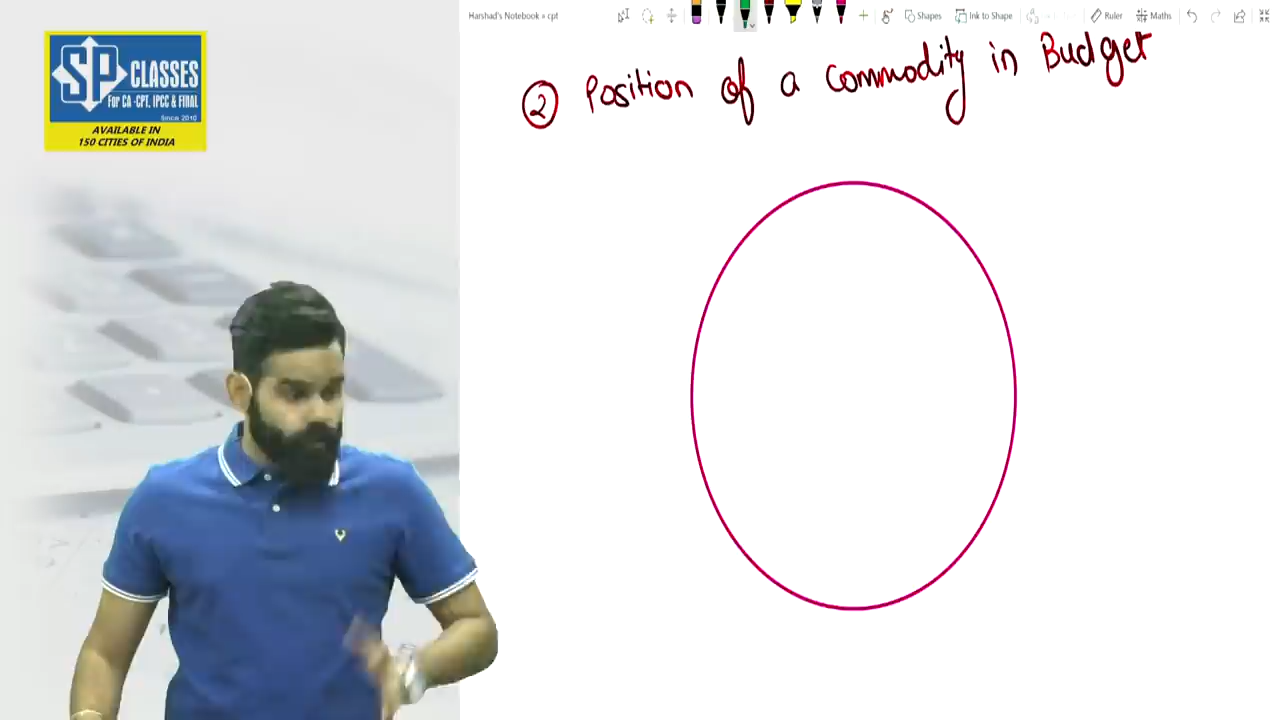 SP CLASSES
For CA -CPT, IPCC & FINAL
Since 2010
AVAILABLE IN
150 CITIES OF INDIA
Harshad's Notebook » cpt
Shapes
Ink to Shape
Ruler
Maths
② Position of a Commodity in Budget